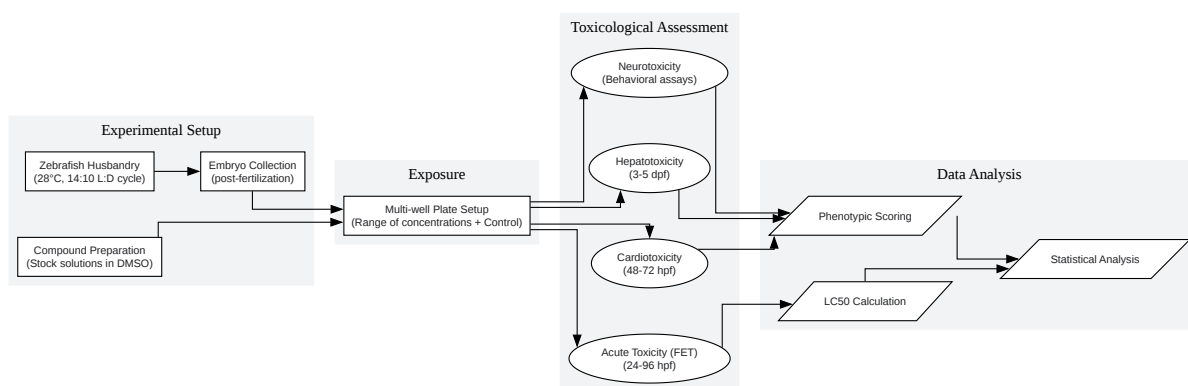 Experimental Setup
Zebrafish Husbandry
(28°C, 14:10 L:D cycle)
Embryo Collection
(post-fertilization)
Compound Preparation
(Stock solutions in DMSO)
Exposure
Multi-well Plate Setup
(Range of concentrations + Control)
Toxicological Assessment
Neurotoxicity
(Behavioral assays)
Hepatotoxicity
(3-5 dpf)
Cardiotoxicity
(48-72 hpf)
Acute Toxicity (FET)
(24-96 hpf)
Data Analysis
Phenotypic Scoring
LC50 Calculation
Statistical Analysis